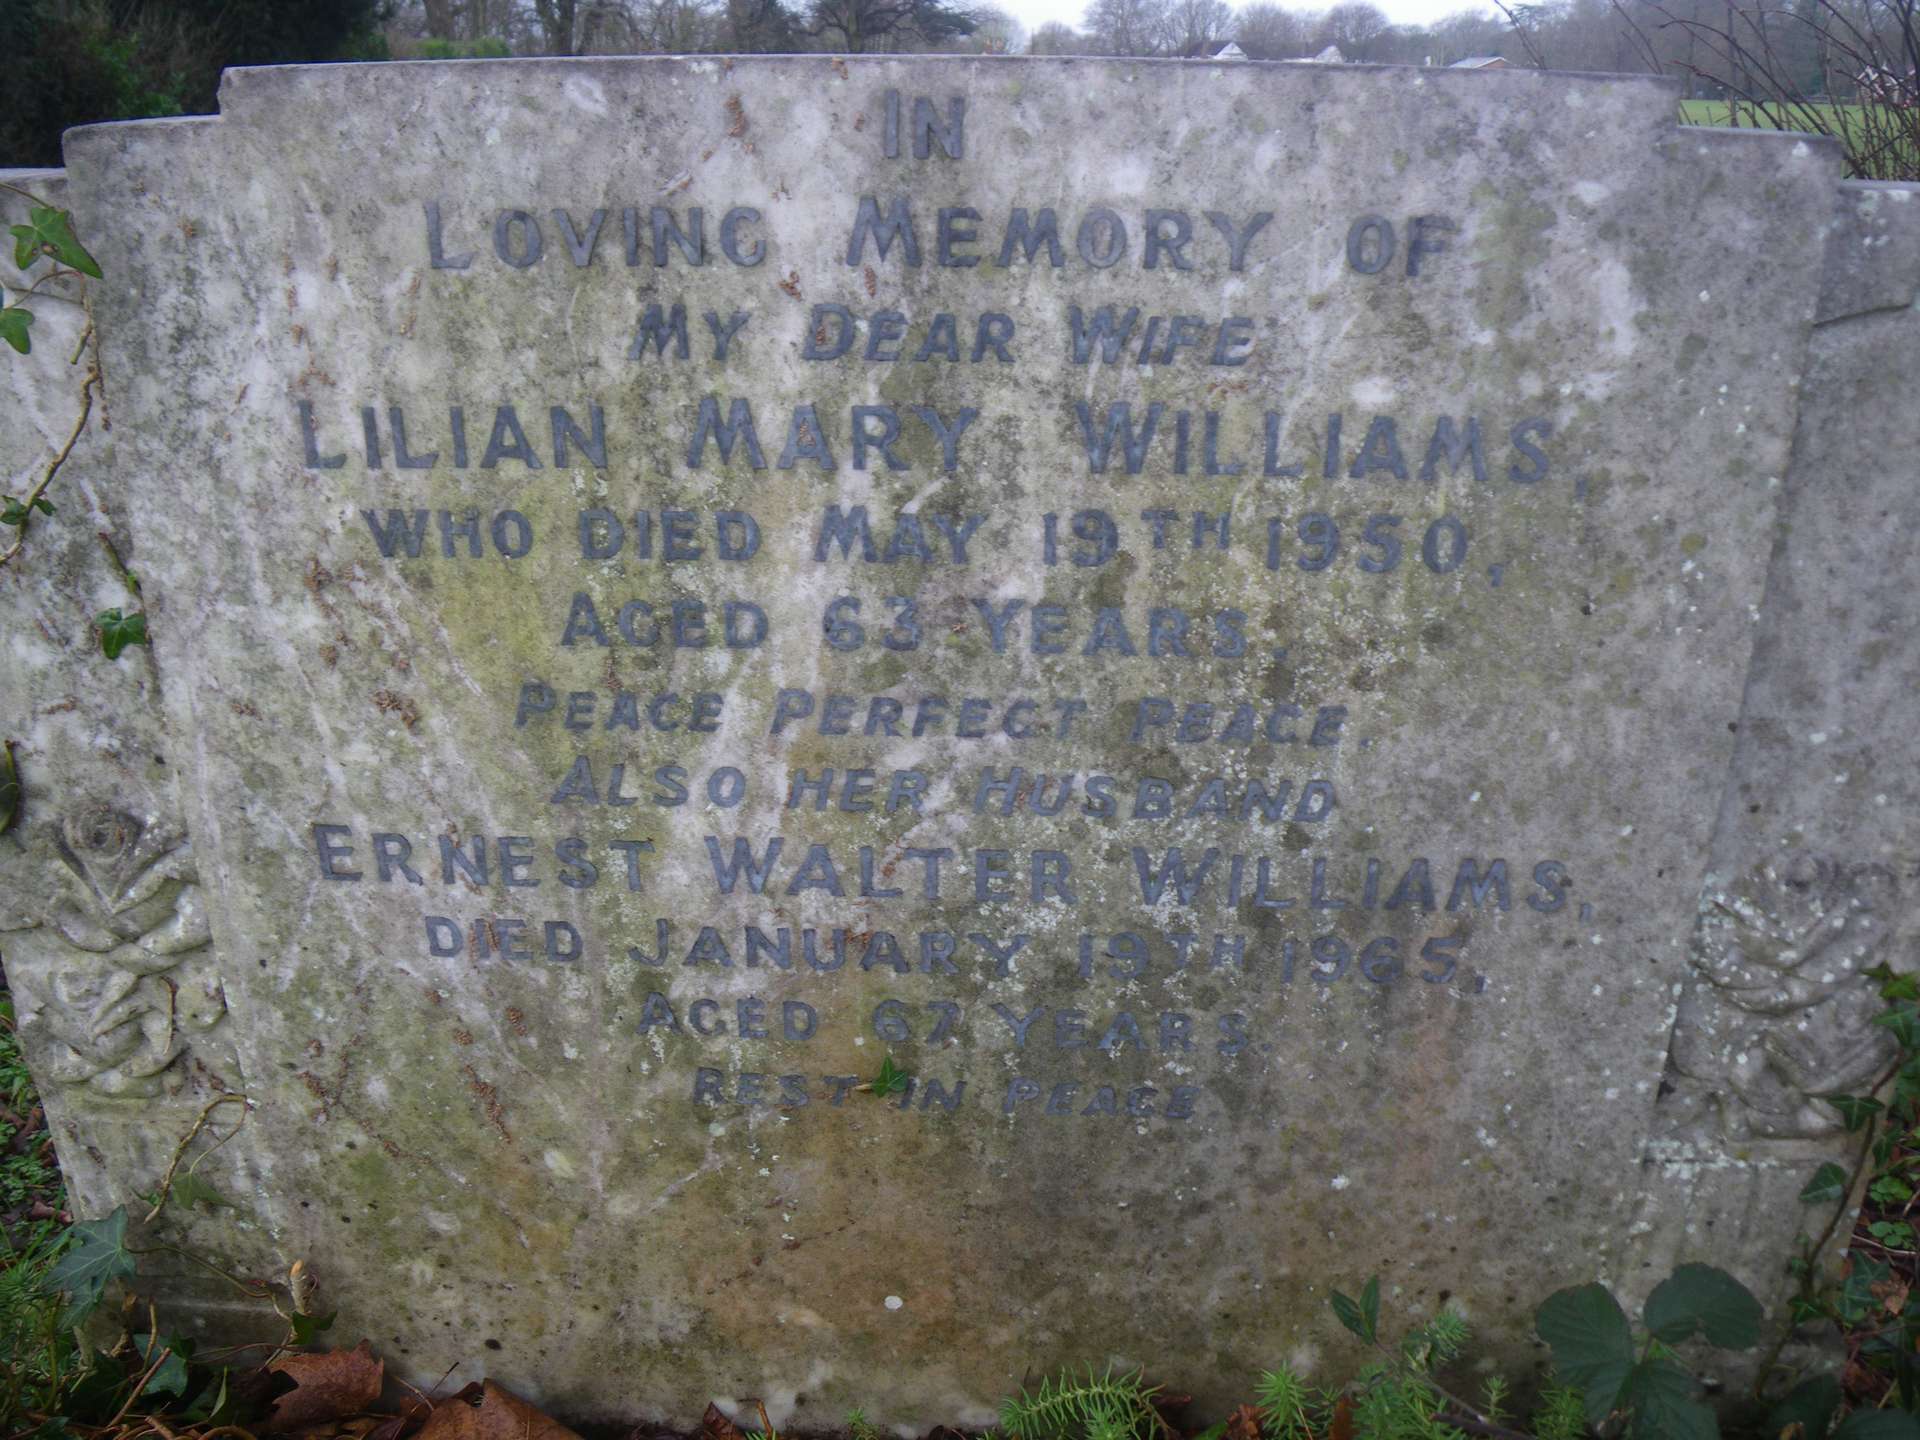 IN
LOVING MEMORY OF
MY DEAR WIFE
LILIAN MARY WILLIAMS,
WHO DIED MAY 19TH 1950,
AGED 63 YEARS.
PEACE PERFECT PEACE.
ALSO HER HUSBAND
ERNEST WALTER WILLIAMS,
DIED JANUARY 19TH 1965,
AGED 67 YEARS.
REST IN PEACE